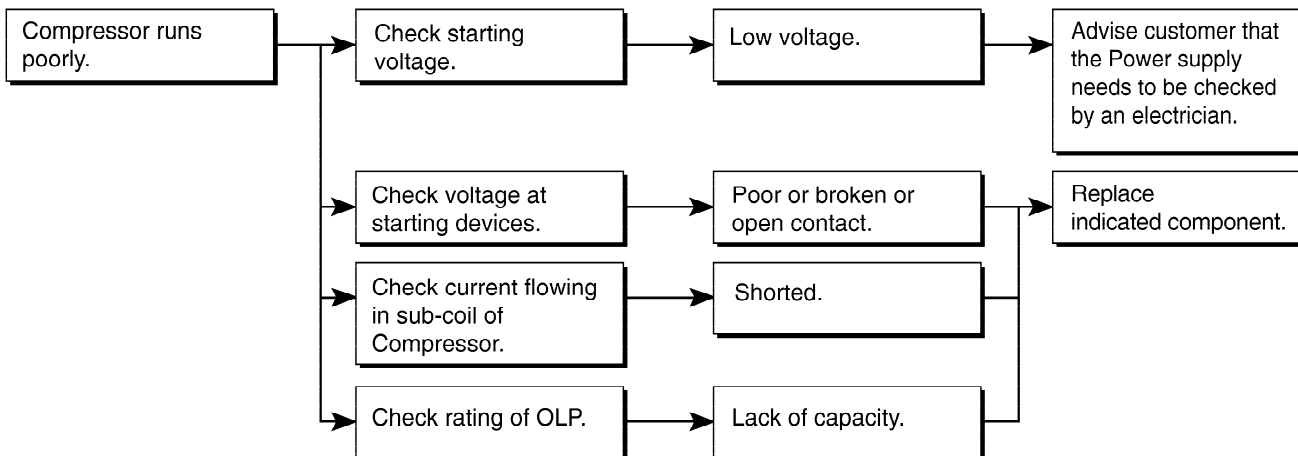 Compressor runs
poorly.
Check starting
voltage.
Low voltage.
Advise customer that
the Power supply
needs to be checked
by an electrician.
Check voltage at
starting devices.
Poor or broken or
open contact.
Replace
indicated component.
Check current flowing
in sub-coil of
Compressor.
Shorted.
Check rating of OLP.
Lack of capacity.